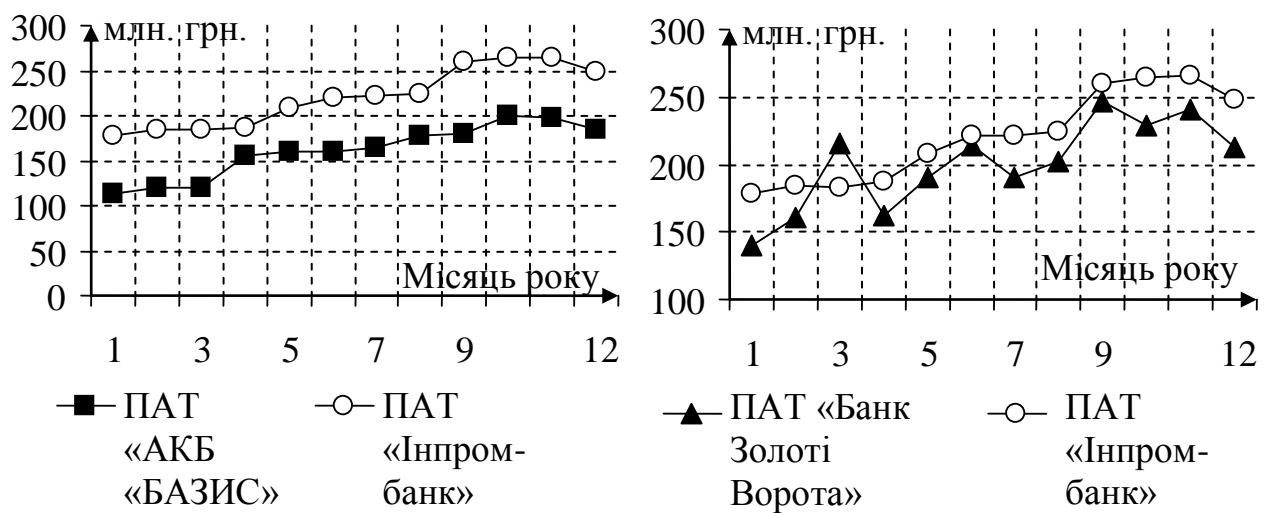 300
млн. грн.
250
200
150
100
50
Місяць року
0
1 3 5 7 9 12
ПАТ
«АКБ
«БАЗИС»
ПАТ
«Інпром-
банк»
300
млн. грн.
250
200
150
Місяць року
100
1 3 5 7 9 12
ПАТ «Банк
Золоті
Ворота»
ПАТ
«Інпром-
банк»